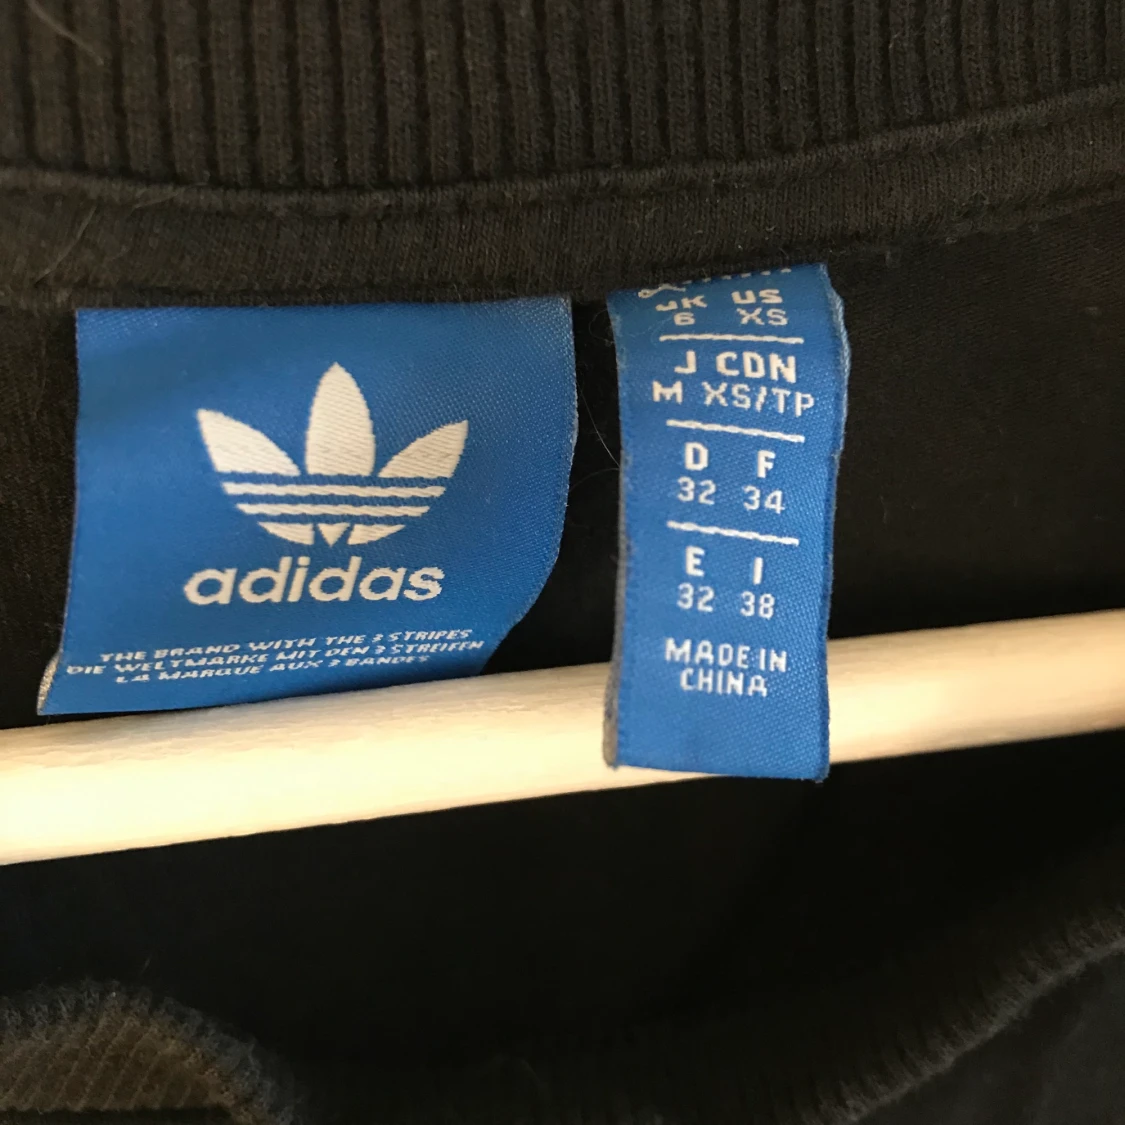 adidas
THE BRAND WITH THE 3 STRIPES
DIE WELTMARKE MIT DEN 3 STREIFEN
LA MARQUE AUX 3 BANDES
UK US
6 XS
J CDN
M XS/TP
D F
32 34
E I
32 38
MADE IN
CHINA